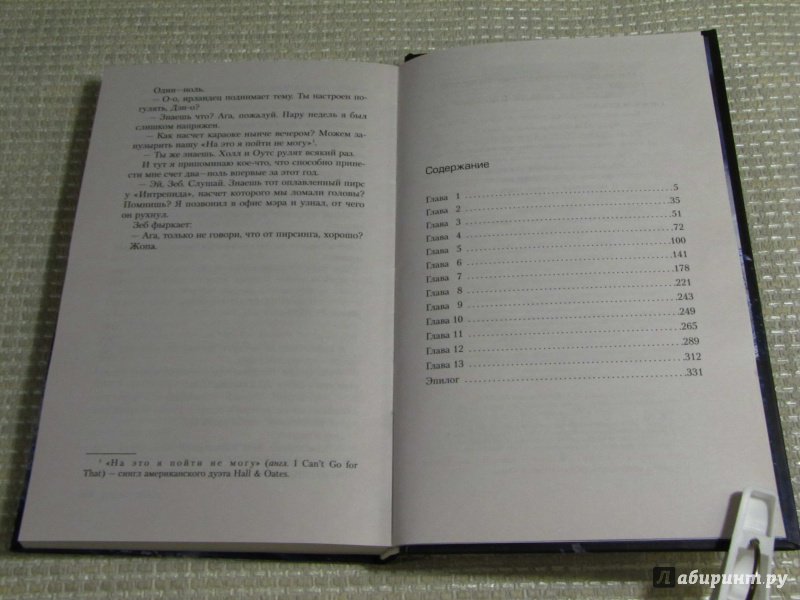 Один—ноль.
— О-о, ирландец поднимает тему. Ты настроен по-
гулять, Дэн-о?
— Знаешь что? Ага, пожалуй. Пару недель я был
слишком напряжен.
— Как насчет караоке нынче вечером? Можем за-
пузырить нашу «На это я пойти не могу»¹.
— Ты же знаешь. Холл и Оутс рулят всякий раз.
И тут я припоминаю кое-что, что способно прине-
сти мне счет два—ноль впервые за этот год.
— Эй, Зеб. Слушай. Знаешь тот оплавленный пирс
у «Интрепида», насчет которого мы ломали головы?
Помнишь? Я позвонил в офис мэра и узнал, от чего
он рухнул.
Зеб фыркает:
— Ага, только не говори, что от пирсинга, хорошо?
Жопа.
¹ «На это я пойти не могу» (англ. I Can't Go for
That) — сингл американского дуэта Hall & Oates.
Содержание
Глава 1 ........ 5
Глава 2 ........ 35
Глава 3 ........ 51
Глава 4 ........ 72
Глава 5 ........ 100
Глава 6 ........ 141
Глава 7 ........ 178
Глава 8 ........ 221
Глава 9 ........ 243
Глава 10 ........ 249
Глава 11 ........ 265
Глава 12 ........ 289
Глава 13 ........ 312
Эпилог ........ 331
Лабиринт.ру